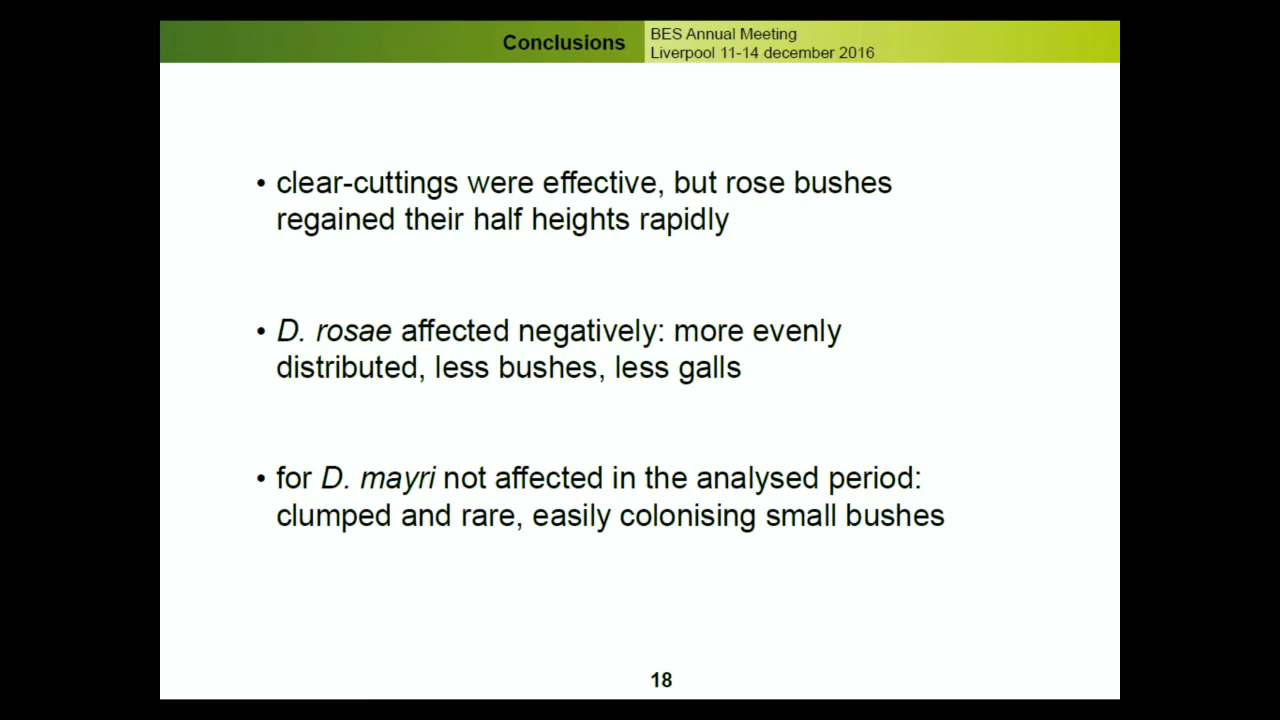 Conclusions
BES Annual Meeting
Liverpool 11-14 december 2016
• clear-cuttings were effective, but rose bushes
regained their half heights rapidly
• D. rosae affected negatively: more evenly
distributed, less bushes, less galls
• for D. mayri not affected in the analysed period:
clumped and rare, easily colonising small bushes
18